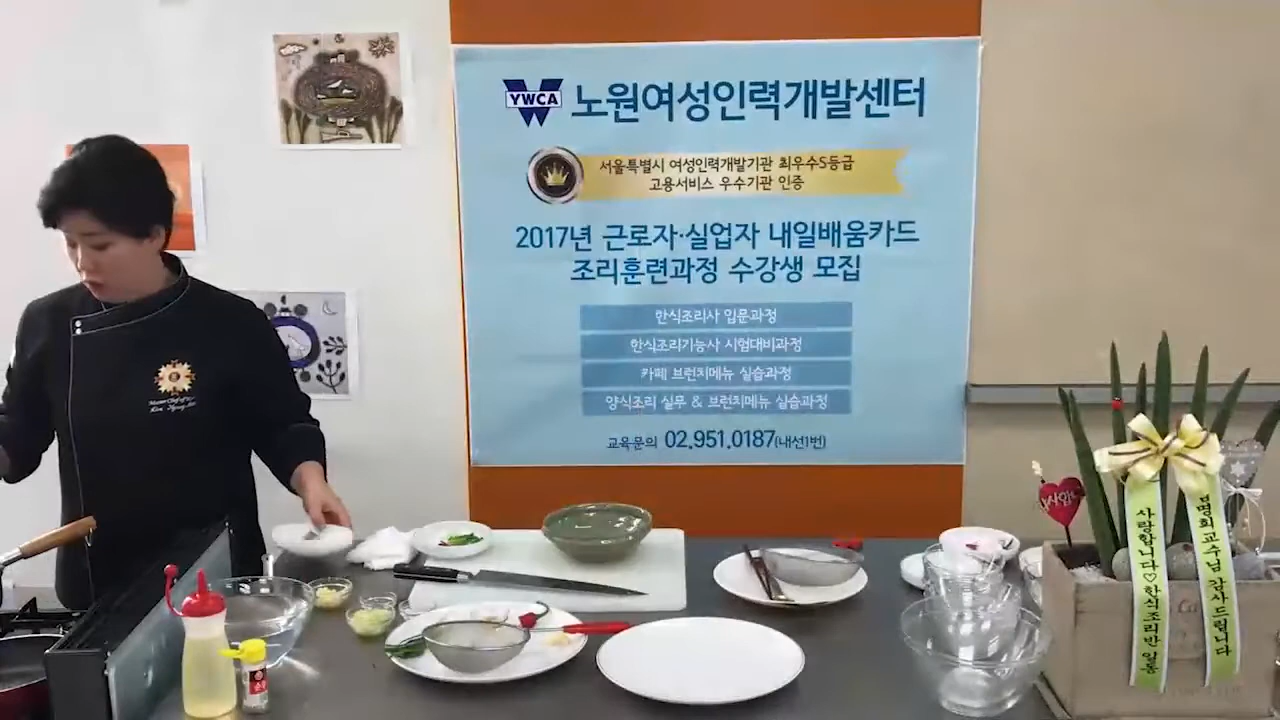 YWCA 노원여성인력개발센터
서울특별시 여성인력개발기관 최우수S등급
고용서비스 우수기관 인증
2017년 근로자·실업자 내일배움카드
조리훈련과정 수강생 모집
한식조리사 입문과정
한식조리기능사 시험대비과정
카페 브런치메뉴 실습과정
양식조리 실무 & 브런치메뉴 실습과정
교육문의 02.951.0187(내선1번)
사랑합니다♡한식조리반 일동
명희교수님 감사드립니다